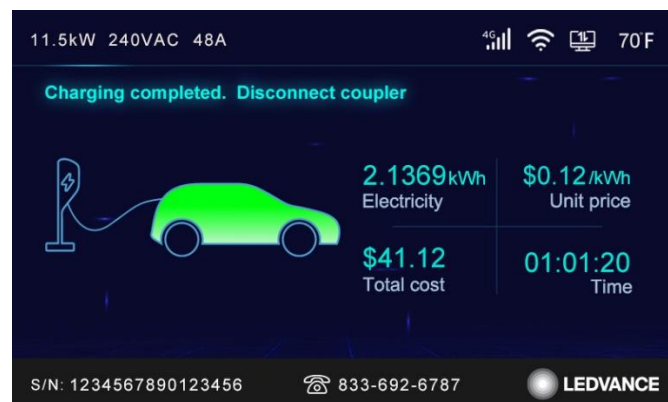 11.5kW 240VAC 48A 4G 70°F
Charging completed. Disconnect coupler
2.1369kWh $0.12/kWh
Electricity Unit price
$41.12 01:01:20
Total cost Time
S/N: 1234567890123456 833-692-6787 LEDVANCE